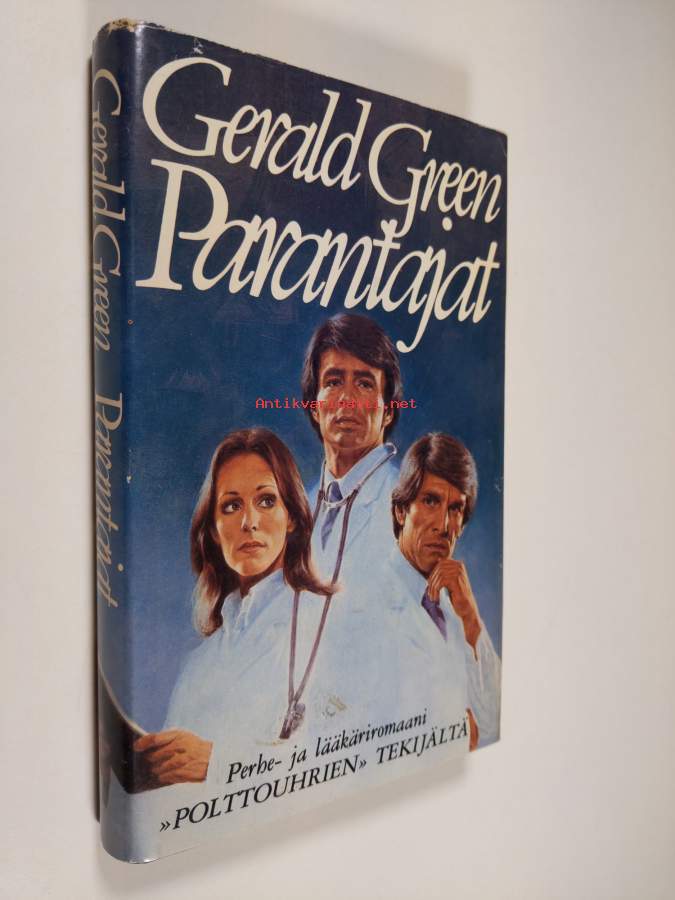 Gerald Green
Parantajat
Antikvariaatti.net
Perhe- ja lääkäriromaani
»POLTTOUHRIEN» TEKIJÄLTÄ
Gerald Green Parantajat